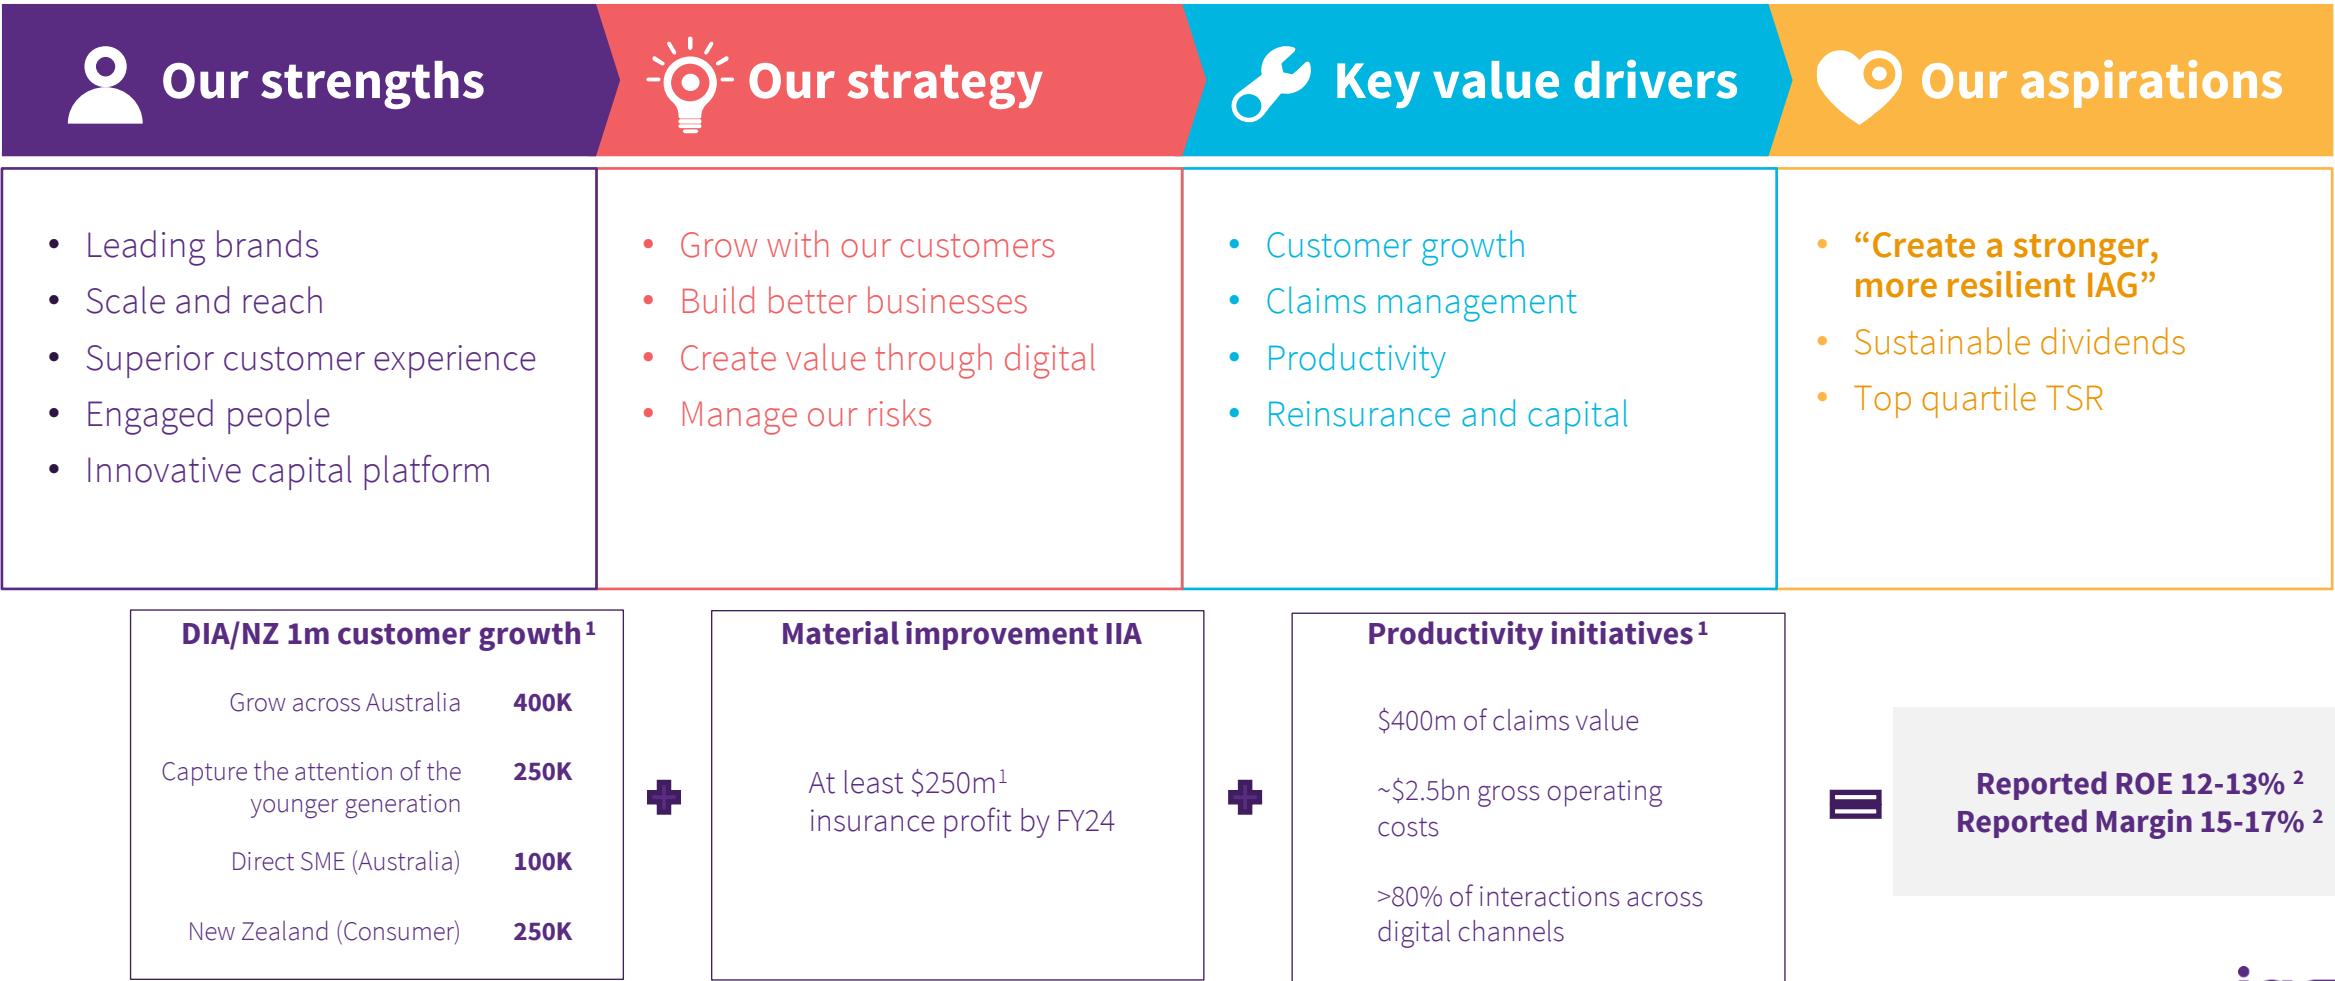 Our strengths
Our strategy
Key value drivers
Our aspirations
• Leading brands
• Scale and reach
• Superior customer experience
• Engaged people
• Innovative capital platform
• Grow with our customers
• Build better businesses
• Create value through digital
• Manage our risks
• Customer growth
• Claims management
• Productivity
• Reinsurance and capital
• “Create a stronger,
more resilient IAG”
• Sustainable dividends
• Top quartile TSR
DIA/NZ 1m customer growth¹
Grow across Australia 400K
Capture the attention of the 250K
younger generation
Direct SME (Australia) 100K
New Zealand (Consumer) 250K
Material improvement IIA
At least $250m¹
insurance profit by FY24
Productivity initiatives¹
$400m of claims value
~$2.5bn gross operating
costs
>80% of interactions across
digital channels
Reported ROE 12-13% ²
Reported Margin 15-17% ²